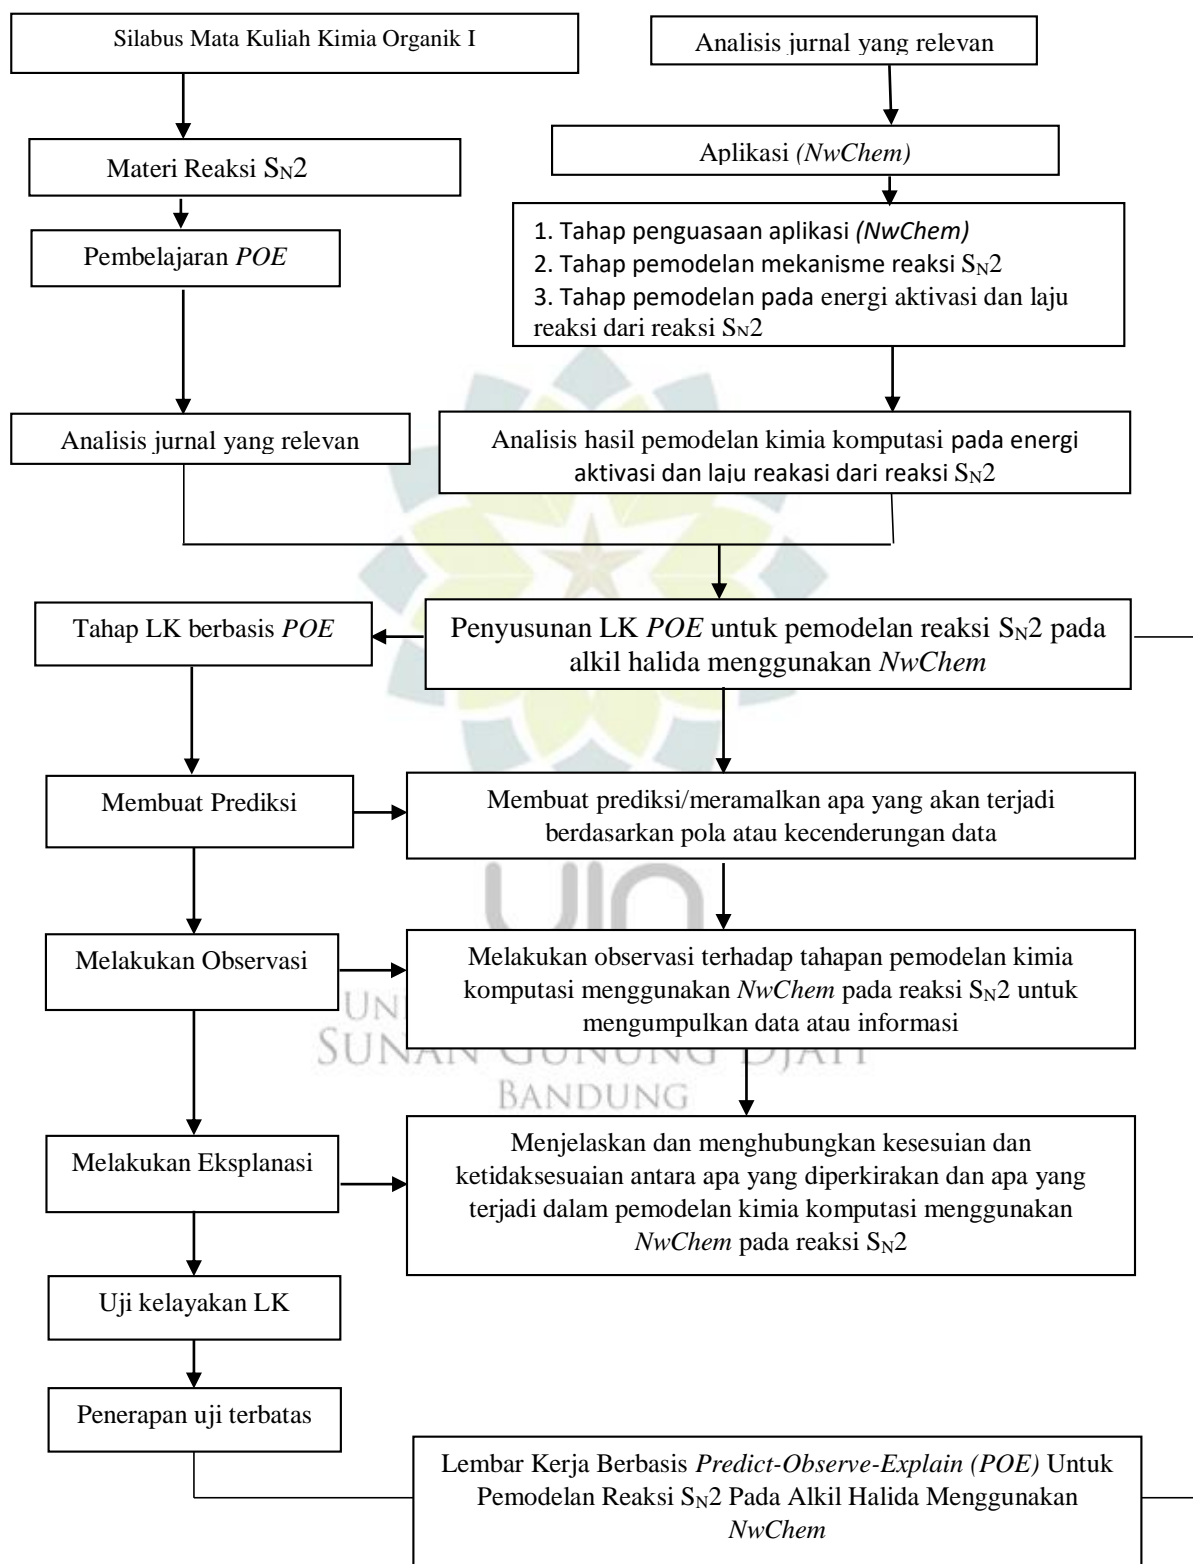 Silabus Mata Kuliah Kimia Organik I
Analisis jurnal yang relevan
Materi Reaksi SN2
Aplikasi (NwChem)
Pembelajaran POE
1. Tahap penguasaan aplikasi (NwChem)
2. Tahap pemodelan mekanisme reaksi SN2
3. Tahap pemodelan pada energi aktivasi dan laju
reaksi dari reaksi SN2
Analisis jurnal yang relevan
Analisis hasil pemodelan kimia komputasi pada energi
aktivasi dan laju reakasi dari reaksi SN2
Tahap LK berbasis POE
Penyusunan LK POE untuk pemodelan reaksi SN2 pada
alkil halida menggunakan NwChem
Membuat Prediksi
Membuat prediksi/meramalkan apa yang akan terjadi
berdasarkan pola atau kecenderungan data
uin
Melakukan Observasi
Melakukan observasi terhadap tahapan pemodelan kimia
komputasi menggunakan NwChem pada reaksi SN2 untuk
mengumpulkan data atau informasi
UNI
SUNAN GUNUNG DJATI
BANDUNG
Melakukan Eksplanasi
Menjelaskan dan menghubungkan kesesuian dan
ketidaksesuaian antara apa yang diperkirakan dan apa yang
terjadi dalam pemodelan kimia komputasi menggunakan
NwChem pada reaksi SN2
Uji kelayakan LK
Penerapan uji terbatas
Lembar Kerja Berbasis Predict-Observe-Explain (POE) Untuk
Pemodelan Reaksi SN2 Pada Alkil Halida Menggunakan
NwChem